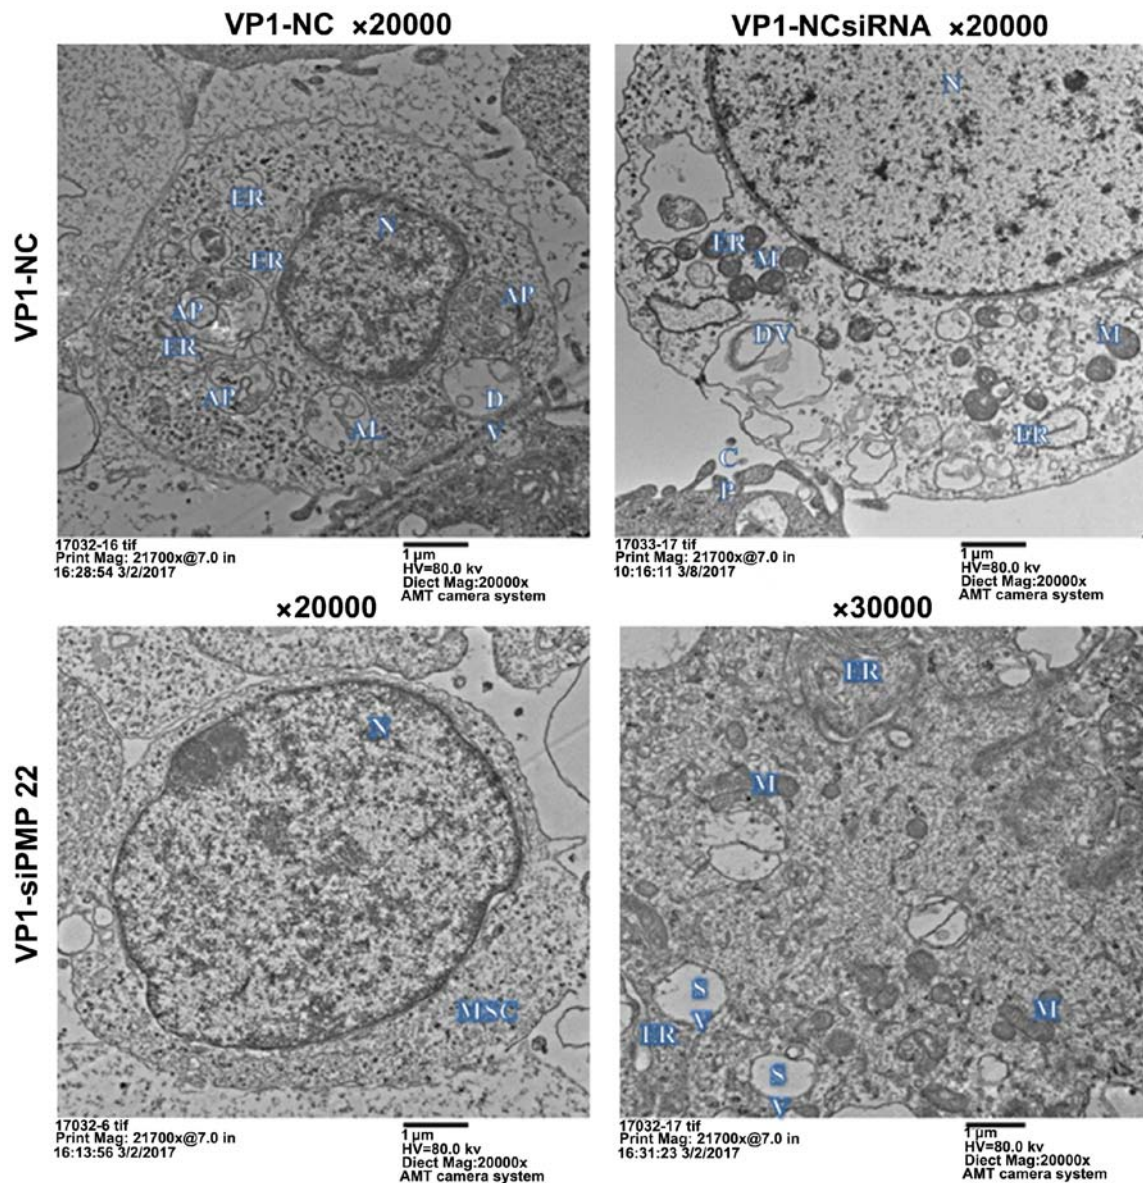 VP1-NC ×20000
VP1-NCsiRNA ×20000
VP1-NC
ER
N
ER
AP
AP
ER
AP
AL
D
V
N
ER
M
DV
M
ER
C
P
17032-16 tif
Print Mag: 21700x@7.0 in
16:28:54 3/2/2017
1 µm
HV=80.0 kv
Diect Mag:20000x
AMT camera system
17033-17 tif
Print Mag: 21700x@7.0 in
10:16:11 3/8/2017
1 µm
HV=80.0 kv
Diect Mag:20000x
AMT camera system
×20000
×30000
VP1-siPMP 22
N
MSC
ER
M
S
V
M
ER
S
V
17032-6 tif
Print Mag: 21700x@7.0 in
16:13:56 3/2/2017
1 µm
HV=80.0 kv
Diect Mag:20000x
AMT camera system
17032-17 tif
Print Mag: 21700x@7.0 in
16:31:23 3/2/2017
1 µm
HV=80.0 kv
Diect Mag:20000x
AMT camera system